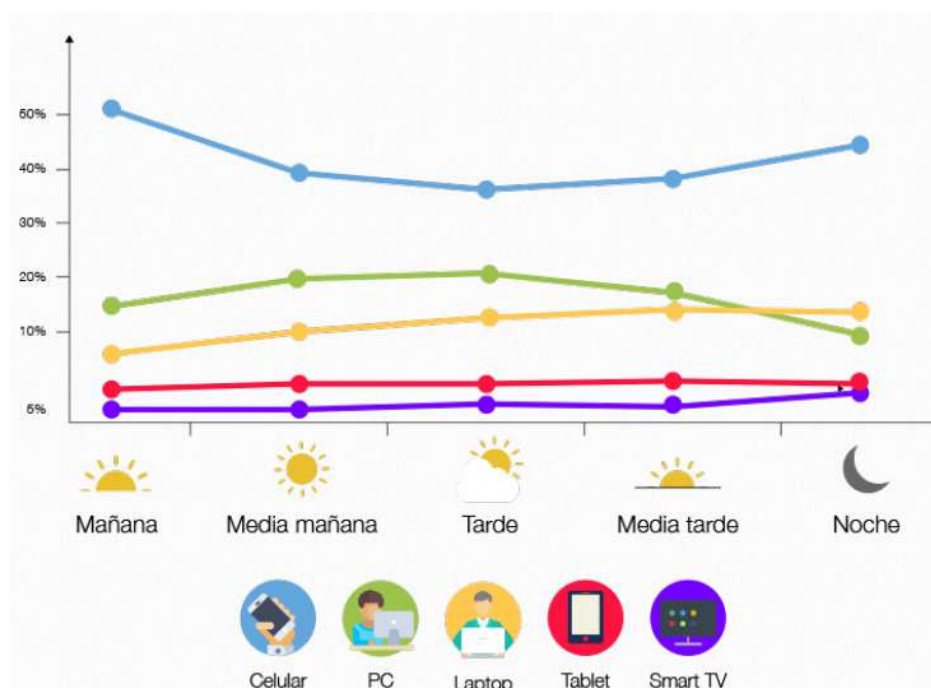 50%
40%
30%
20%
10%
5%
Mañana
Media mañana
Tarde
Media tarde
Noche
Celular
PC
Laptop
Tablet
Smart TV